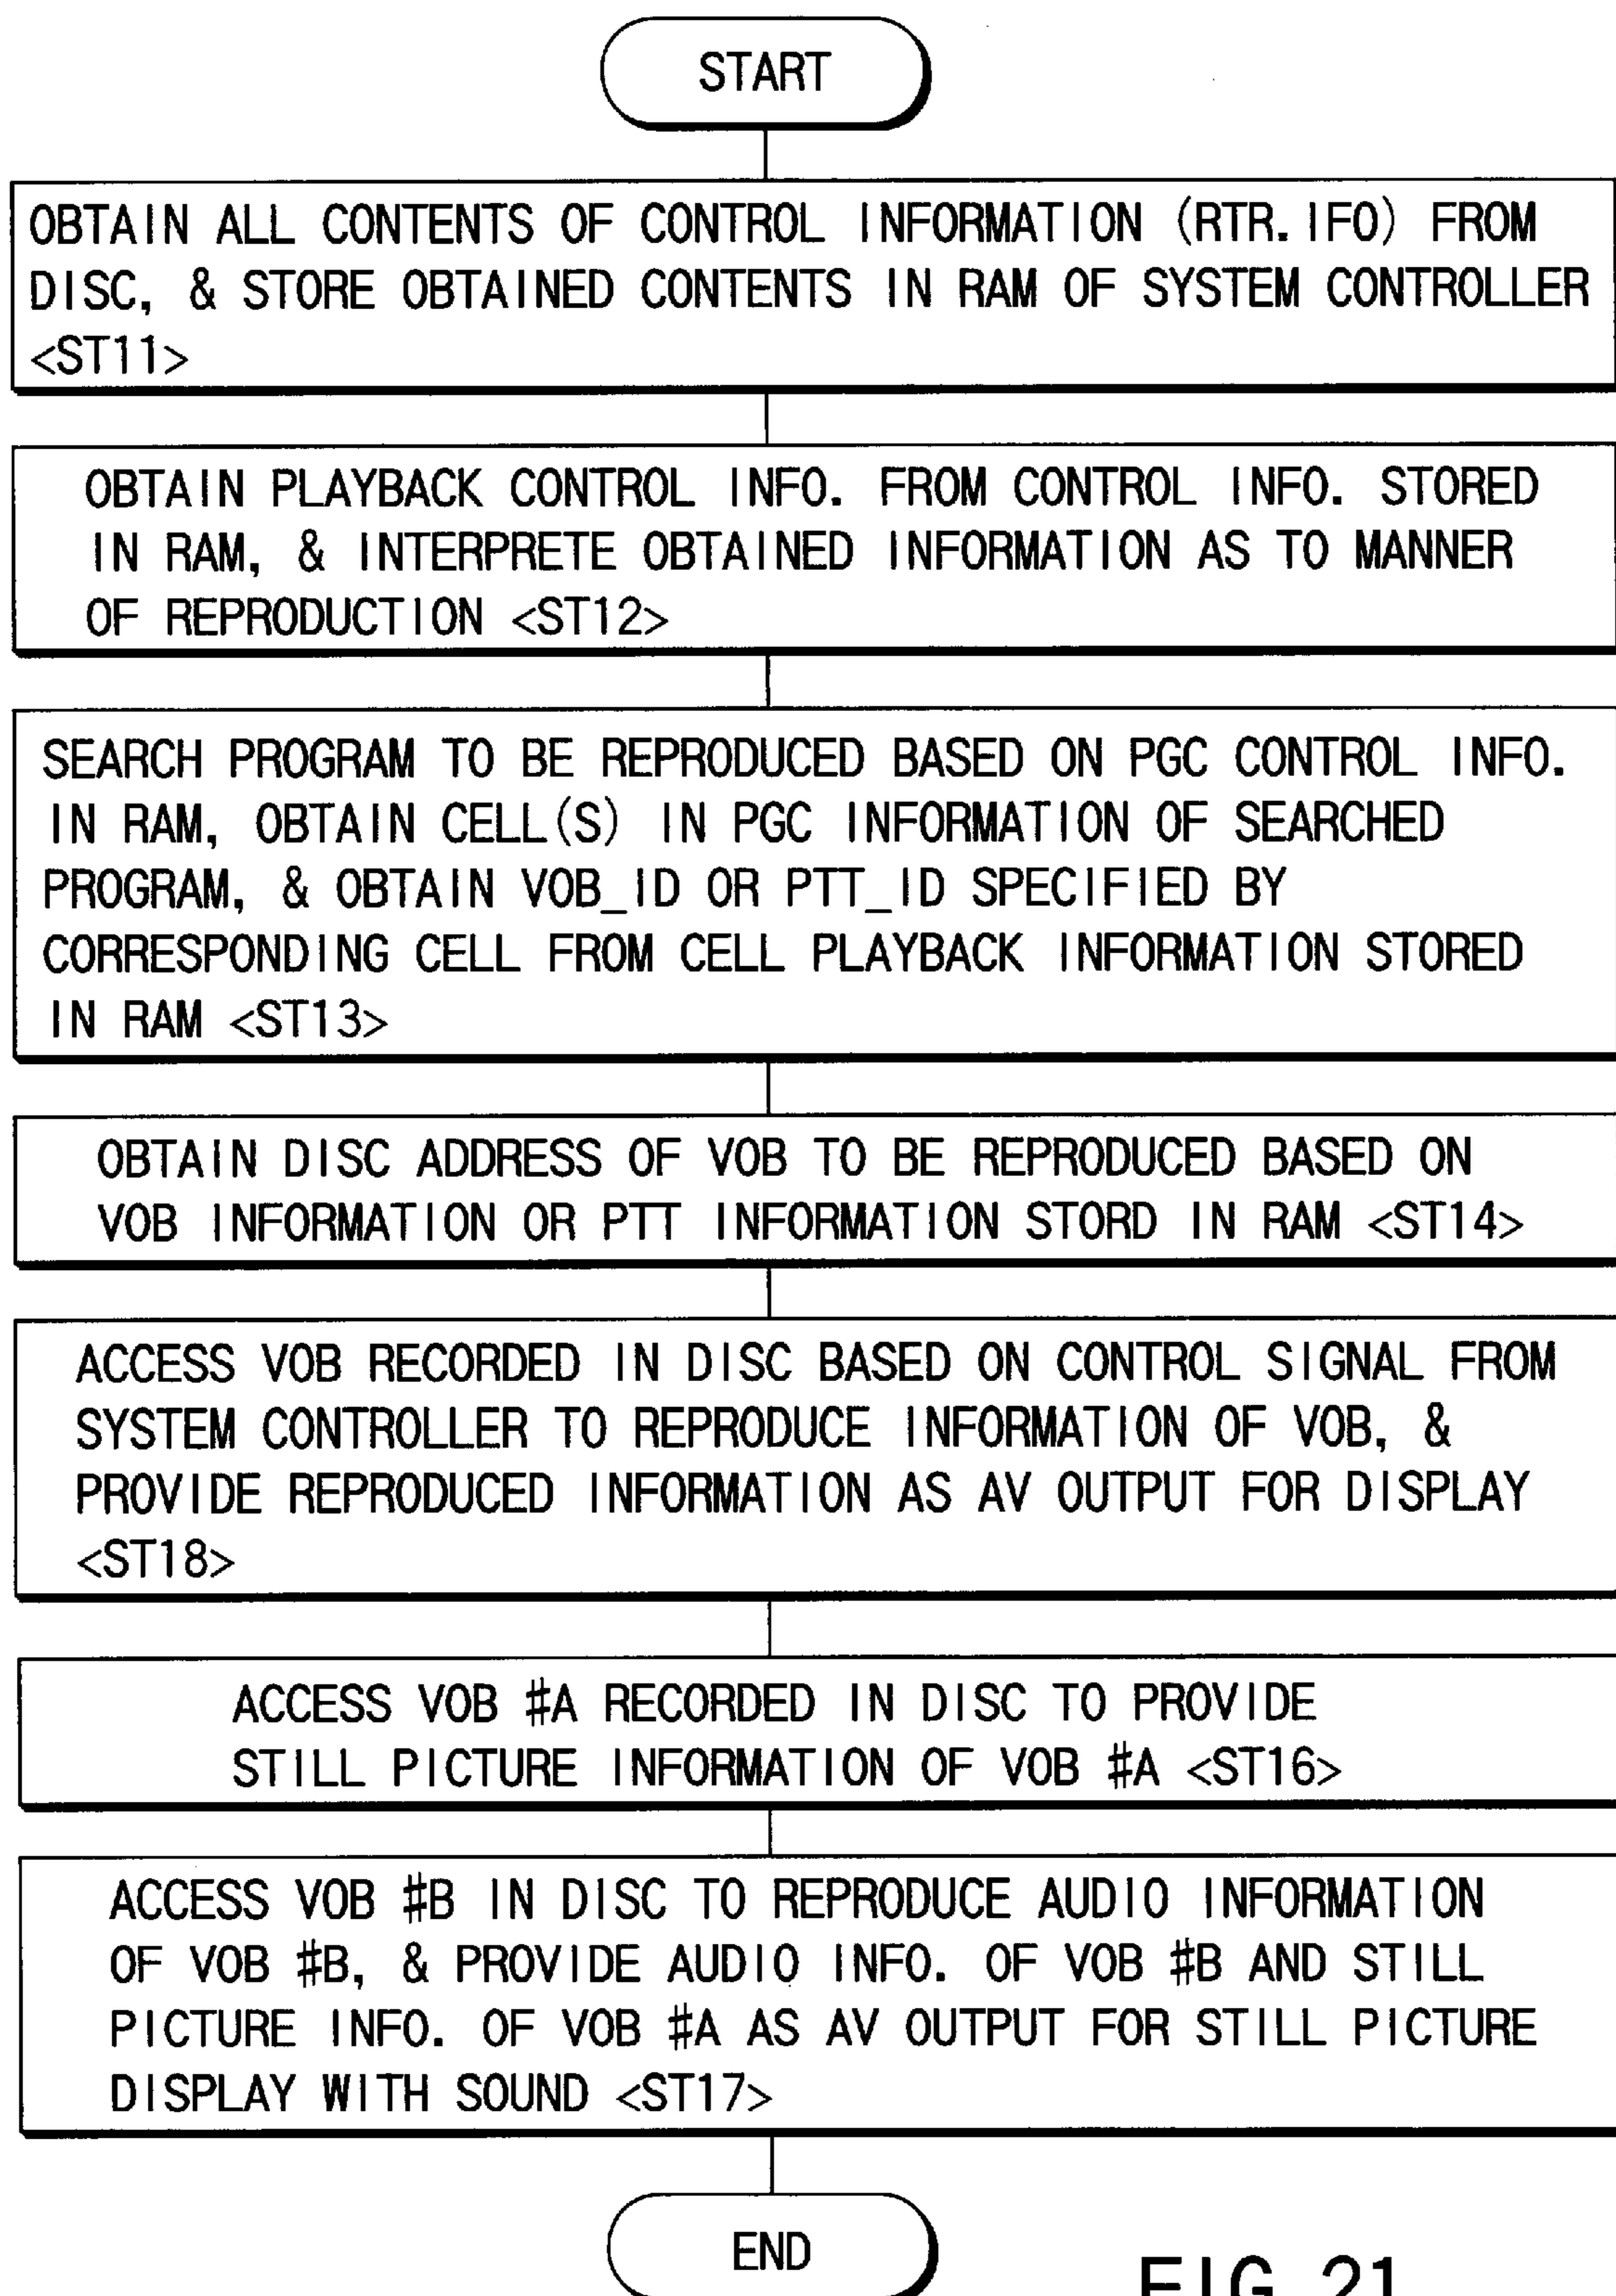 START
OBTAIN ALL CONTENTS OF CONTROL INFORMATION (RTR.IFO) FROM
DISC, & STORE OBTAINED CONTENTS IN RAM OF SYSTEM CONTROLLER
<ST11>
OBTAIN PLAYBACK CONTROL INFO. FROM CONTROL INFO. STORED
IN RAM, & INTERPRETE OBTAINED INFORMATION AS TO MANNER
OF REPRODUCTION <ST12>
SEARCH PROGRAM TO BE REPRODUCED BASED ON PGC CONTROL INFO.
IN RAM, OBTAIN CELL(S) IN PGC INFORMATION OF SEARCHED
PROGRAM, & OBTAIN VOB_ID OR PTT_ID SPECIFIED BY
CORRESPONDING CELL FROM CELL PLAYBACK INFORMATION STORED
IN RAM <ST13>
OBTAIN DISC ADDRESS OF VOB TO BE REPRODUCED BASED ON
VOB INFORMATION OR PTT INFORMATION STORD IN RAM <ST14>
ACCESS VOB RECORDED IN DISC BASED ON CONTROL SIGNAL FROM
SYSTEM CONTROLLER TO REPRODUCE INFORMATION OF VOB, &
PROVIDE REPRODUCED INFORMATION AS AV OUTPUT FOR DISPLAY
<ST18>
ACCESS VOB #A RECORDED IN DISC TO PROVIDE
STILL PICTURE INFORMATION OF VOB #A <ST16>
ACCESS VOB #B IN DISC TO REPRODUCE AUDIO INFORMATION
OF VOB #B, & PROVIDE AUDIO INFO. OF VOB #B AND STILL
PICTURE INFO. OF VOB #A AS AV OUTPUT FOR STILL PICTURE
DISPLAY WITH SOUND <ST17>
END
FIG. 21